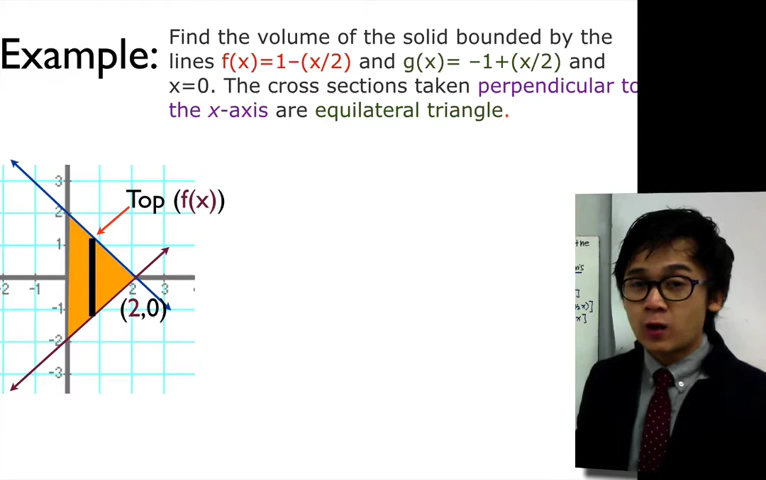 Example:
Find the volume of the solid bounded by the
lines f(x)=1–(x/2) and g(x)= –1+(x/2) and
x=0. The cross sections taken perpendicular to
the x-axis are equilateral triangle.
Top (f(x))
3
2
1
-2 -1 2 3
(2,0)
-1
-2
-3